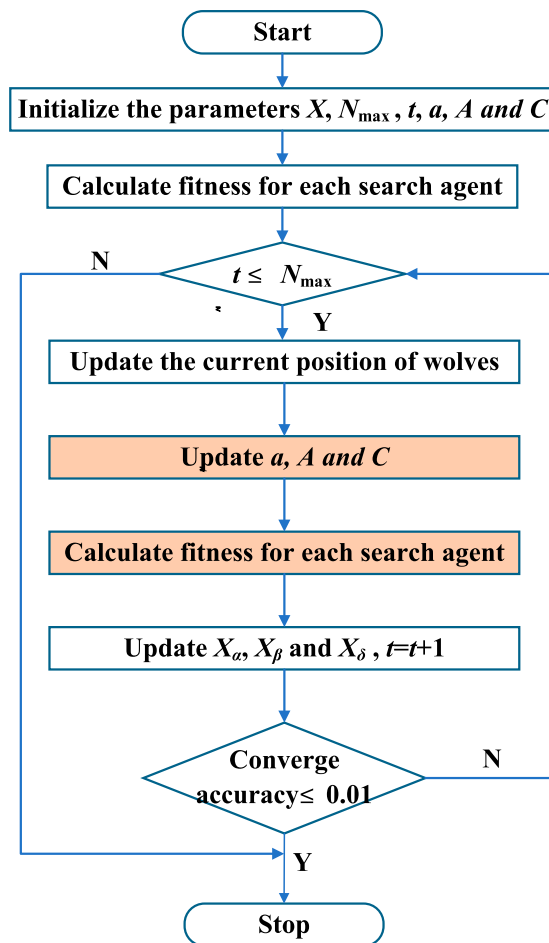 Start
Initialize the parameters X, Nmax , t, a, A and C
Calculate fitness for each search agent
N
t ≤ Nmax
Y
Update the current position of wolves
Update a, A and C
Calculate fitness for each search agent
Update Xα, Xβ and Xδ , t=t+1
Converge
accuracy≤ 0.01
N
Y
Stop